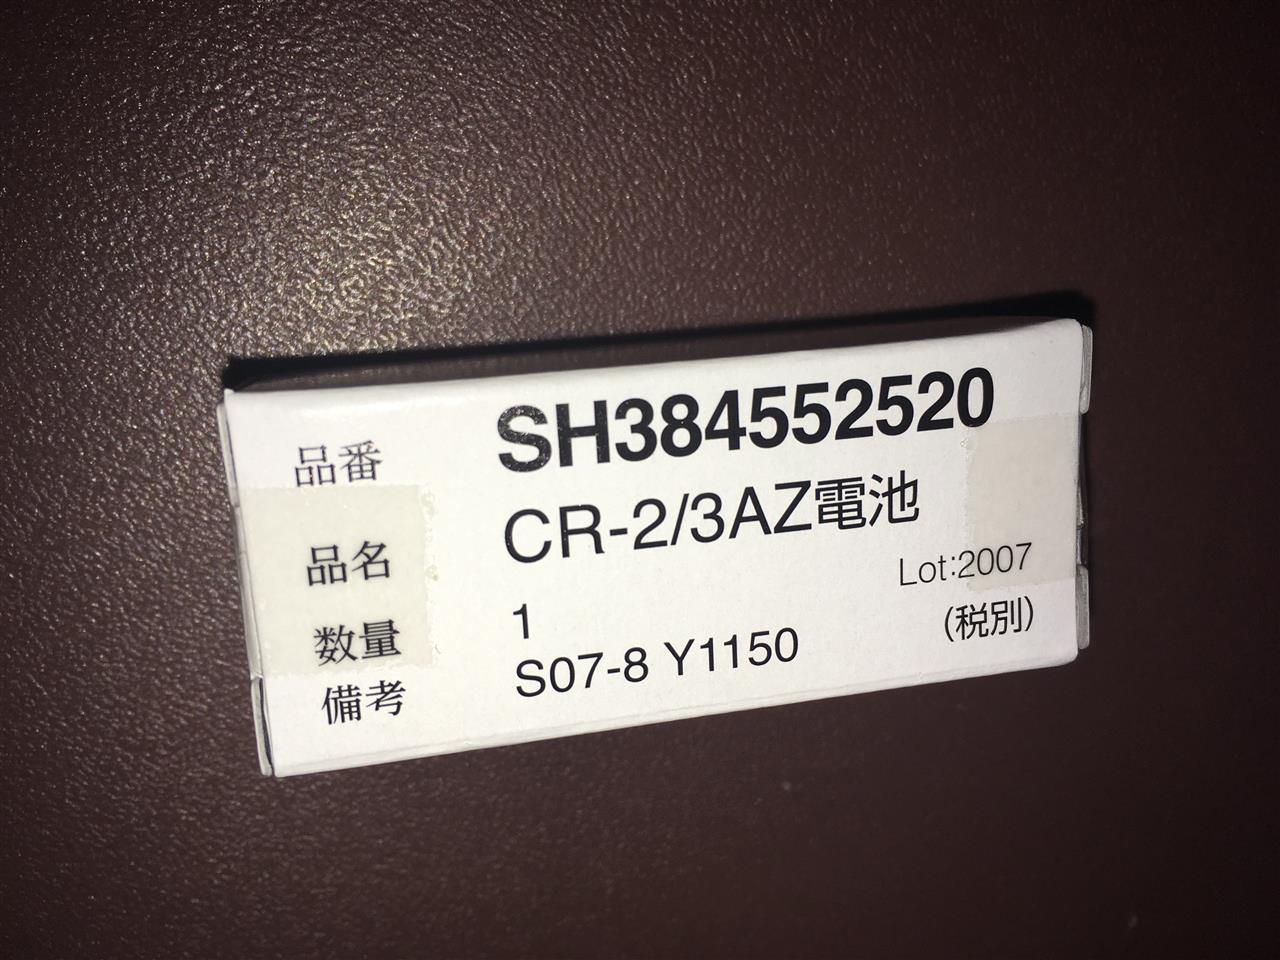 品番 SH384552520
品名 CR-2/3AZ電池
数量 1 Lot:2007
備考 S07-8 Y1150 (税別)